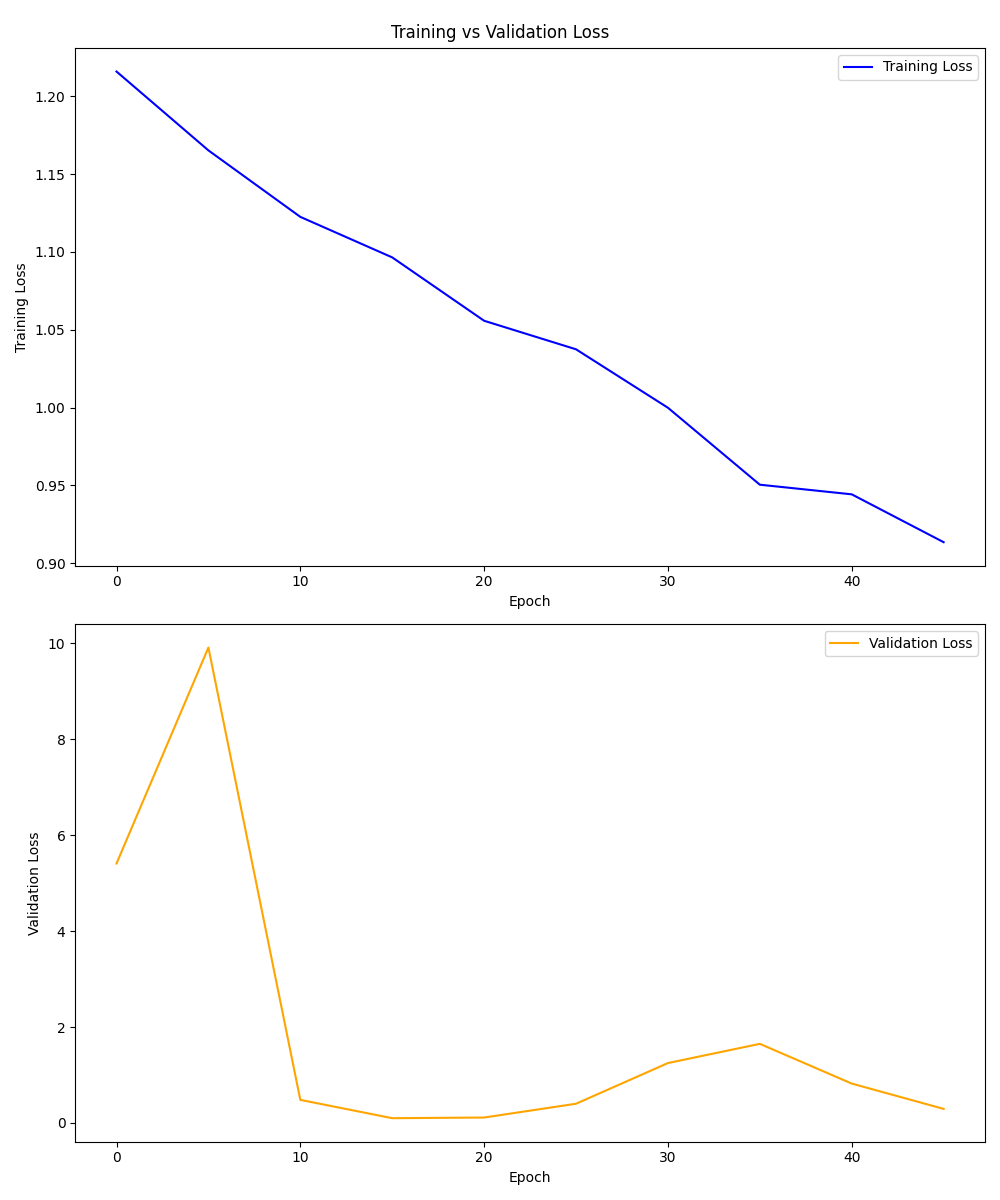 Training vs Validation Loss
Training Loss
1.20
1.15
1.10
1.05
1.00
0.95
0.90
Training Loss
0 10 20 30 40
Epoch
Validation Loss
10
8
6
4
2
0
Validation Loss
0 10 20 30 40
Epoch